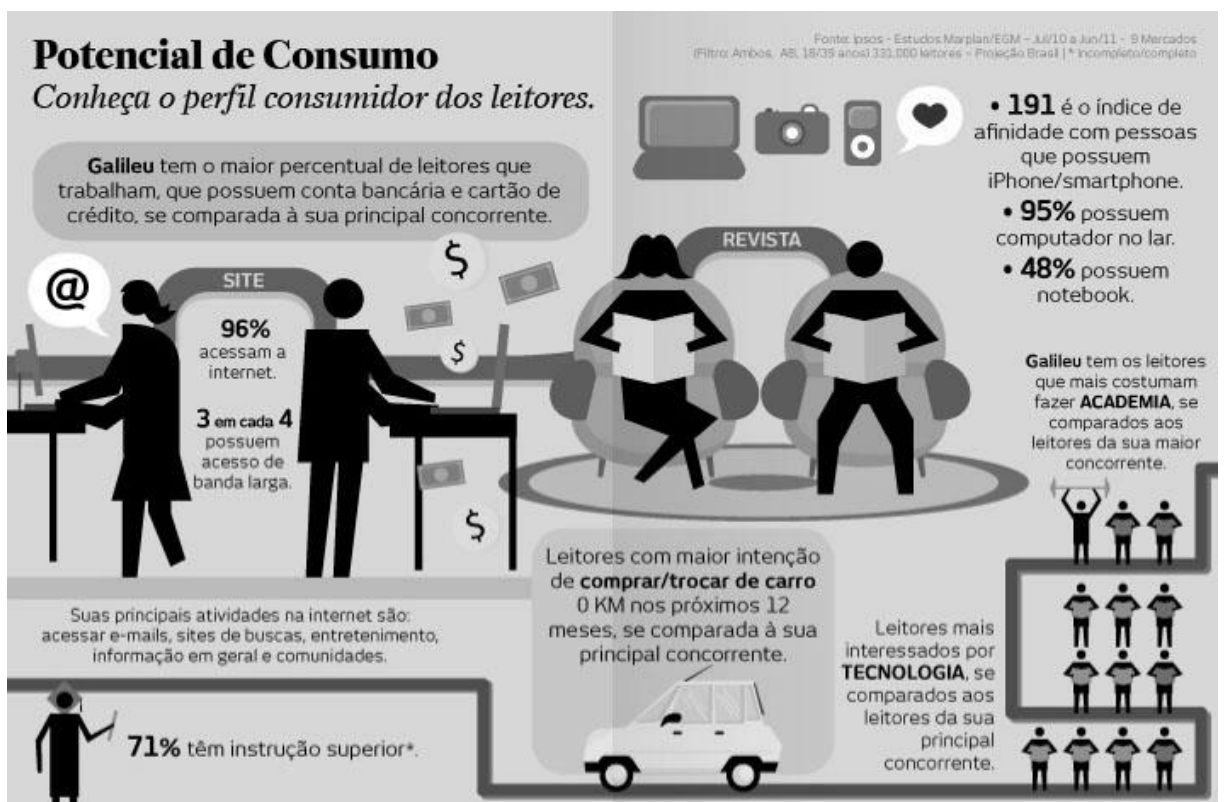 Potencial de Consumo
Conheça o perfil consumidor dos leitores.
Fonte: Ipsos - Estudos Marplan/EGM – Jul/10 a Jun/11 - 9 Mercados
(Filtro: Ambos, AB, 18/39 anos) 331.000 leitores – Projeção Brasil | * Incompleto/completo
Galileu tem o maior percentual de leitores que
trabalham, que possuem conta bancária e cartão de
crédito, se comparada à sua principal concorrente.
• 191 é o índice de
afinidade com pessoas
que possuem
iPhone/smartphone.
• 95% possuem
computador no lar.
• 48% possuem
notebook.
@
SITE
96%
acessam a
internet.
3 em cada 4
possuem
acesso de
banda larga.
$
$
$
REVISTA
Galileu tem os leitores
que mais costumam
fazer ACADEMIA, se
comparados aos
leitores da sua maior
concorrente.
Suas principais atividades na internet são:
acessar e-mails, sites de buscas, entretenimento,
informação em geral e comunidades.
Leitores com maior intenção
de comprar/trocar de carro
0 KM nos próximos 12
meses, se comparada à sua
principal concorrente.
Leitores mais
interessados por
TECNOLOGIA, se
comparados aos
leitores da sua
principal
concorrente.
71% têm instrução superior*.